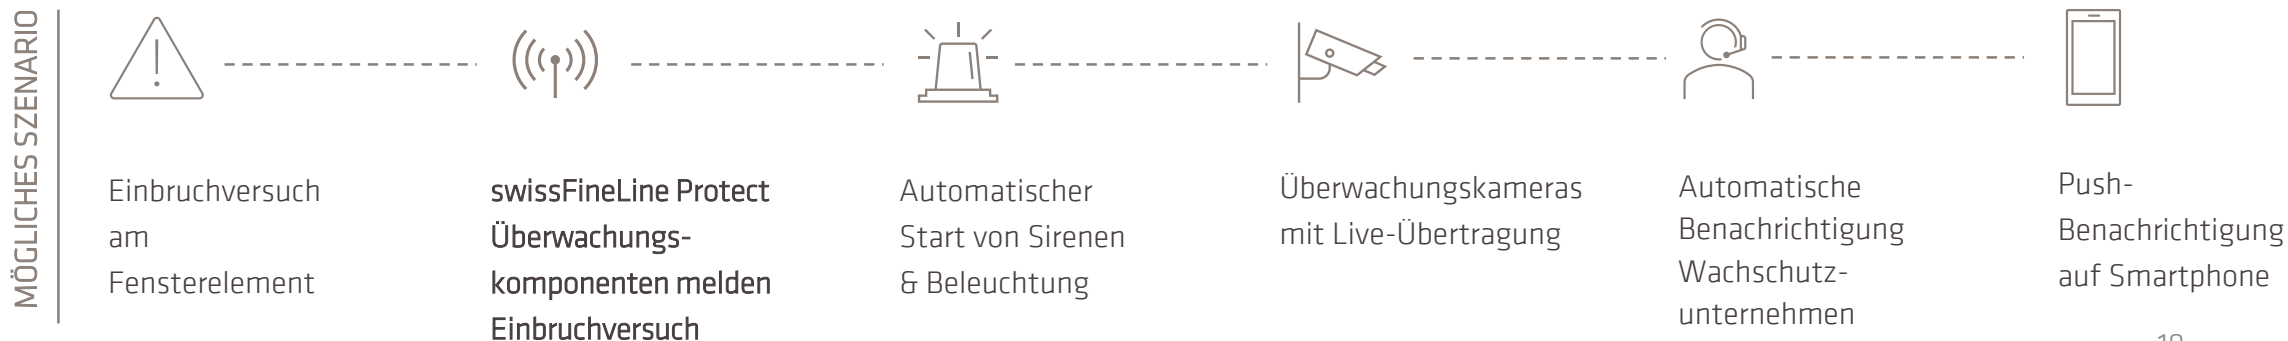 MÖGLICHES SZENARIO
Einbruchversuch
am
Fensterelement
swissFineLine Protect
Überwachungs-
komponenten melden
Einbruchversuch
Automatischer
Start von Sirenen
& Beleuchtung
Überwachungskameras
mit Live-Übertragung
Automatische
Benachrichtigung
Wachschutz-
unternehmen
Push-
Benachrichtigung
auf Smartphone